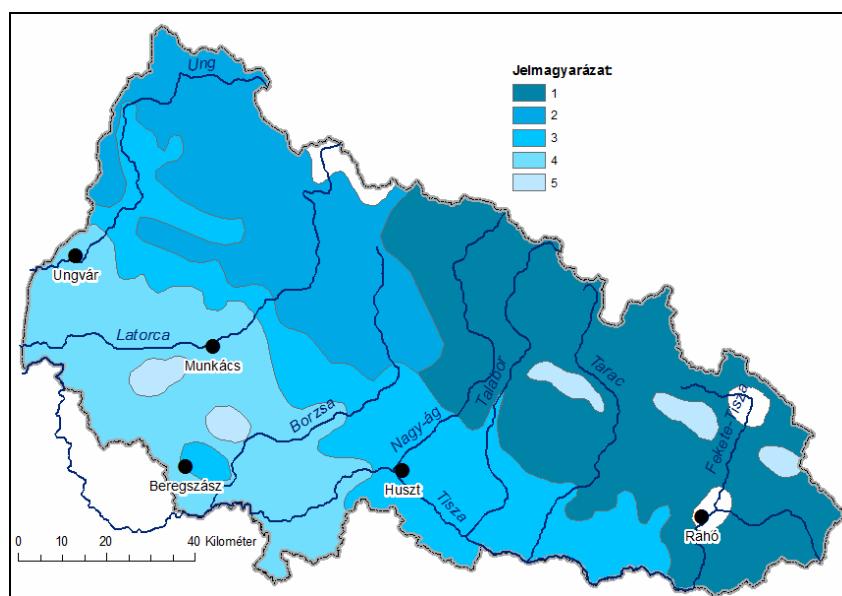 Ung
Jelmagyarázat:
1
2
3
4
5
Ungvár
Latorca
Munkács
Borzsa
Nagy-ág
Talabor
Tarac
Fekete-Tisza
Beregszász
Huszt
Tisza
Rahó
0 10 20 40 Kilométer